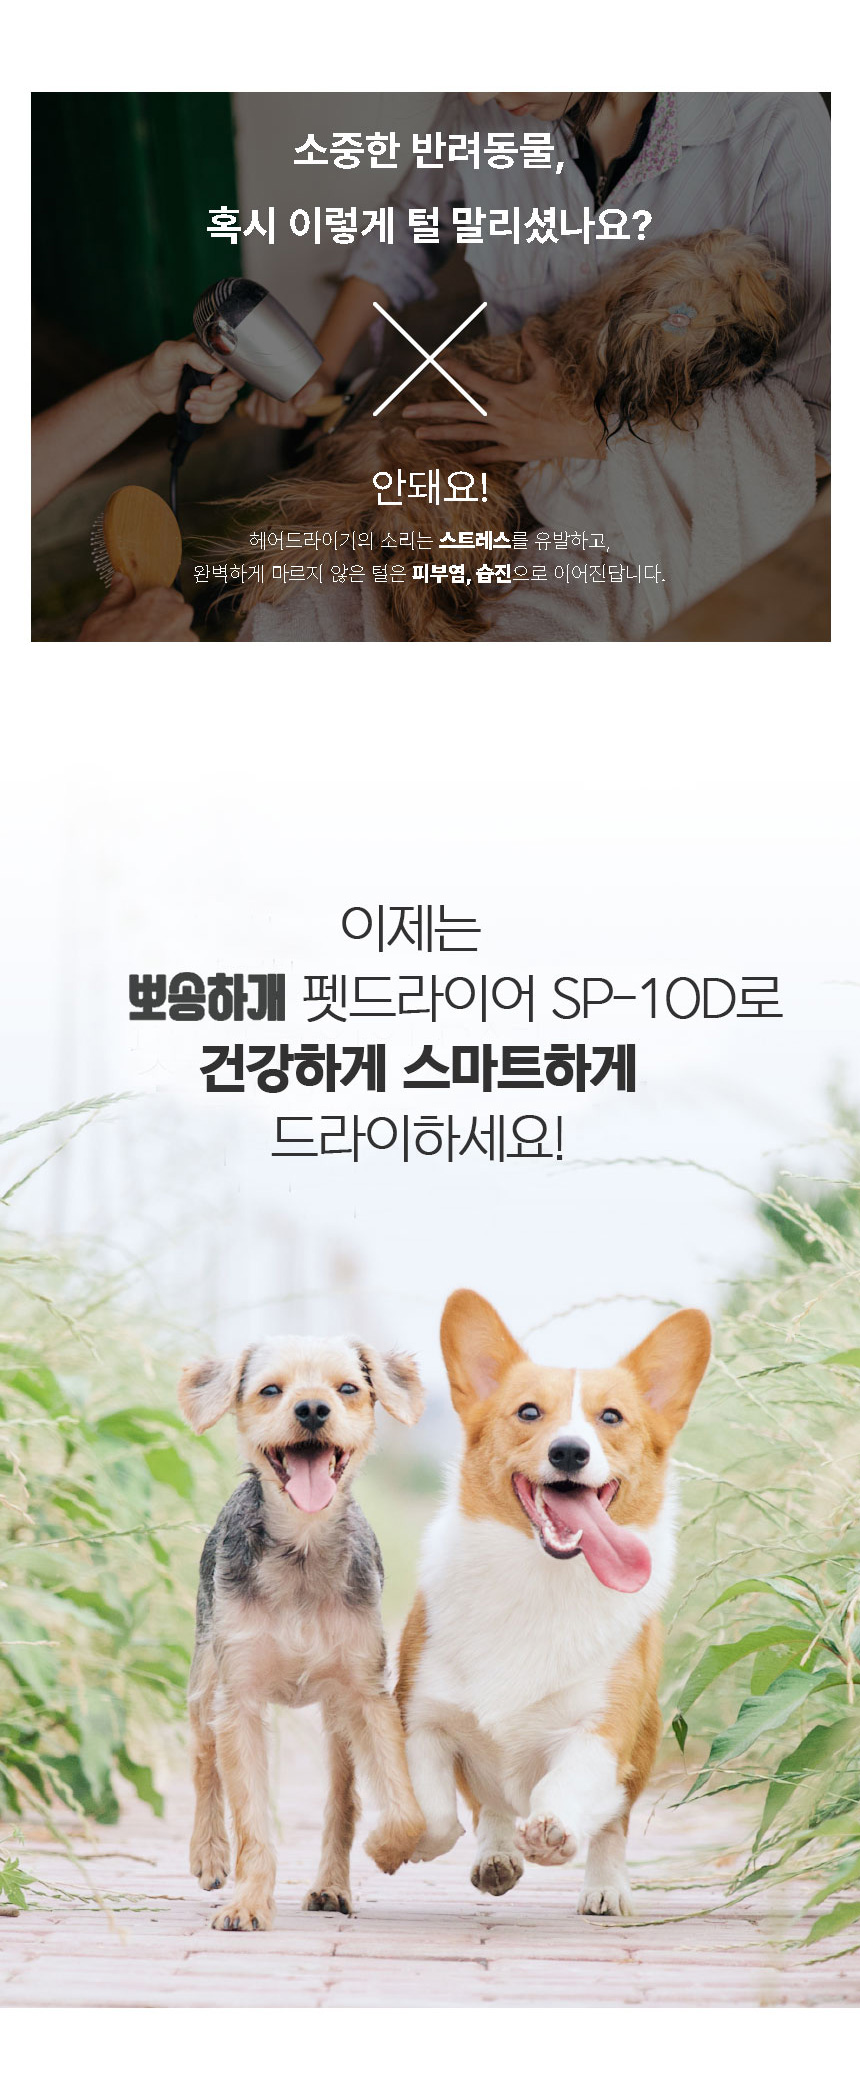 소중한 반려동물,
혹시 이렇게 털 말리셨나요?
안돼요!
헤어드라이기의 소리는 스트레스를 유발하고,
완벽하게 마르지 않은 털은 피부염, 습진으로 이어진답니다.
이제는
뽀송하개 펫드라이어 SP-10D로
건강하게 스마트하게
드라이하세요!